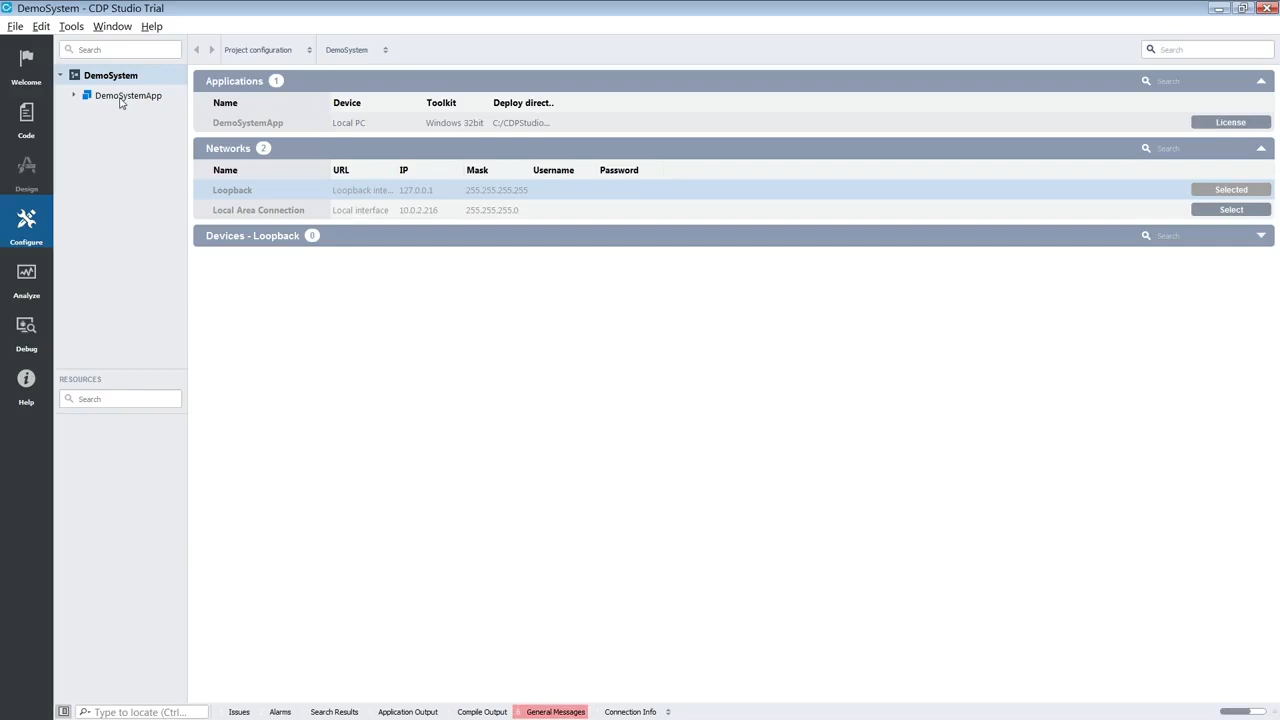 DemoSystem - CDP Studio Trial
File Edit Tools Window Help
Search
Project configuration
DemoSystem
Search
Welcome
Code
Design
Configure
Analyze
Debug
Help
DemoSystem
DemoSystemApp
RESOURCES
Search
Applications 1 Search
Name Device Toolkit Deploy direct..
DemoSystemApp Local PC Windows 32bit C:/CDPStudio... License
Networks 2 Search
Name URL IP Mask Username Password
Loopback Loopback inte... 127.0.0.1 255.255.255.255 Selected
Local Area Connection Local interface 10.0.2.216 255.255.255.0 Select
Devices - Loopback 0 Search
Type to locate (Ctrl... Issues Alarms Search Results Application Output Compile Output General Messages Connection Info